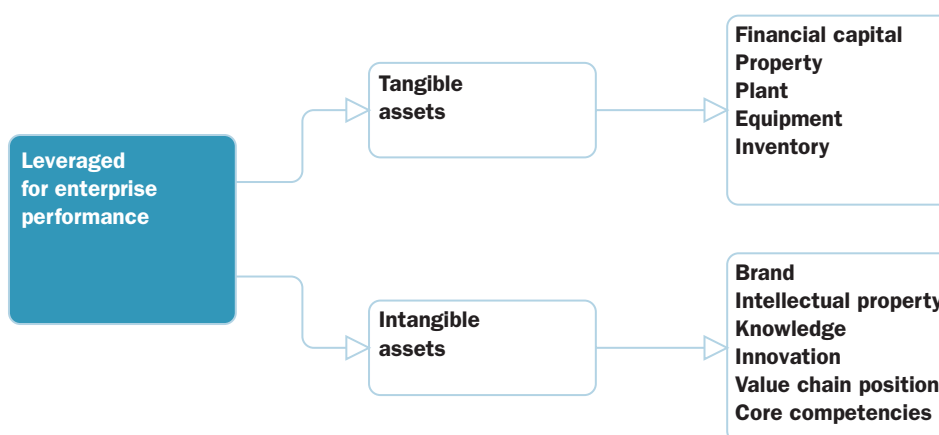 Leveraged
for enterprise
performance
Tangible
assets
Financial capital
Property
Plant
Equipment
Inventory
Intangible
assets
Brand
Intellectual property
Knowledge
Innovation
Value chain position
Core competencies